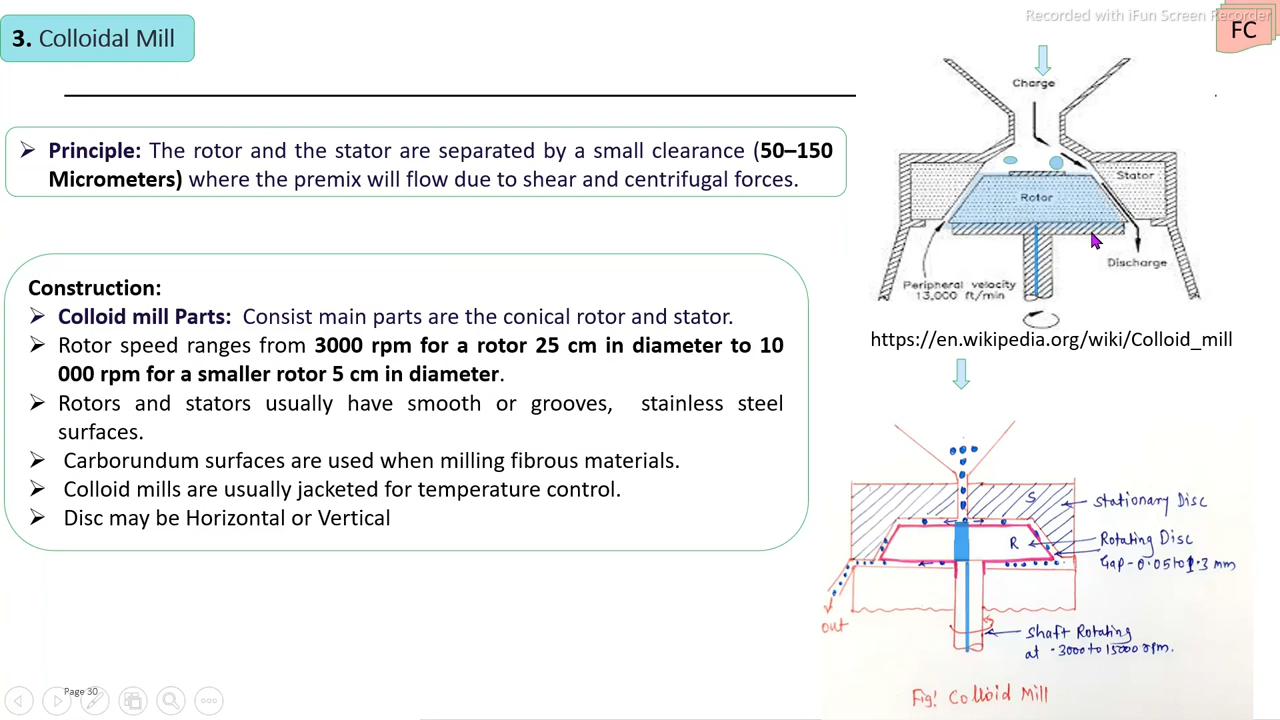 Recorded with iFun Screen Recorder
FC
3. Colloidal Mill
➢ Principle: The rotor and the stator are separated by a small clearance (50–150
Micrometers) where the premix will flow due to shear and centrifugal forces.
Construction:
➢ Colloid mill Parts: Consist main parts are the conical rotor and stator.
➢ Rotor speed ranges from 3000 rpm for a rotor 25 cm in diameter to 10
000 rpm for a smaller rotor 5 cm in diameter.
➢ Rotors and stators usually have smooth or grooves, stainless steel
surfaces.
➢ Carborundum surfaces are used when milling fibrous materials.
➢ Colloid mills are usually jacketed for temperature control.
➢ Disc may be Horizontal or Vertical
Charge
Stator
Rotor
Discharge
Peripheral velocity
13,000 ft/min
https://en.wikipedia.org/wiki/Colloid_mill
S
Stationary Disc
R
Rotating Disc
Gap - 0.05 to 1.3 mm
out
Shaft Rotating
at 3000 to 15000 rpm.
Fig: Colloid Mill
Page 30